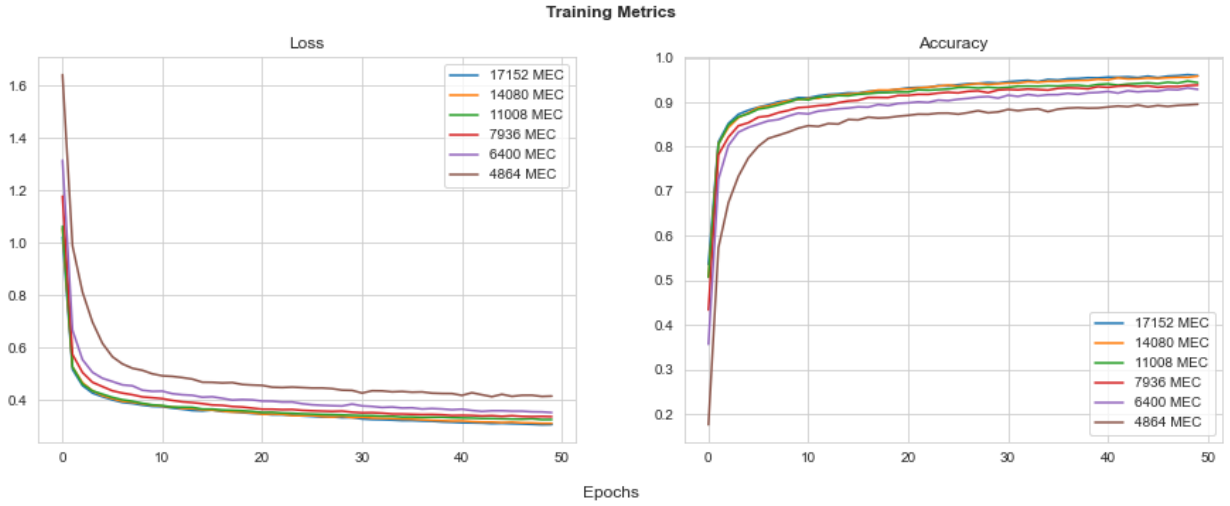 Training Metrics
Loss
1.6
1.4
1.2
1.0
0.8
0.6
0.4
17152 MEC
14080 MEC
11008 MEC
7936 MEC
6400 MEC
4864 MEC
0 10 20 30 40 50
Accuracy
1.0
0.9
0.8
0.7
0.6
0.5
0.4
0.3
0.2
17152 MEC
14080 MEC
11008 MEC
7936 MEC
6400 MEC
4864 MEC
0 10 20 30 40 50
Epochs